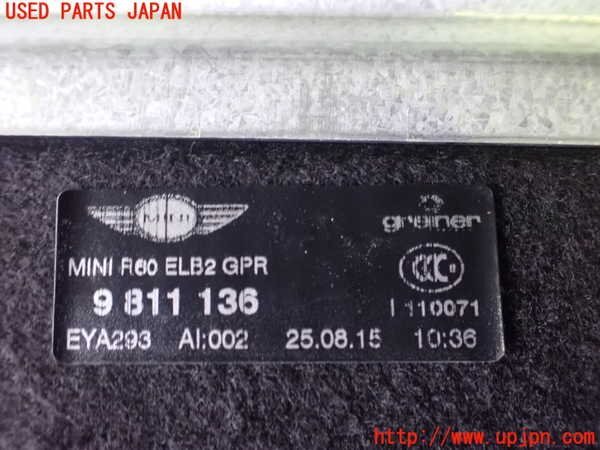 USED PARTS JAPAN
MINI
greiner
MINI R60 ELB2 GPR
CCC
9 811 136
I 110071
EYA293 AI:002 25.08.15 10:36
http://www.upjpn.com/